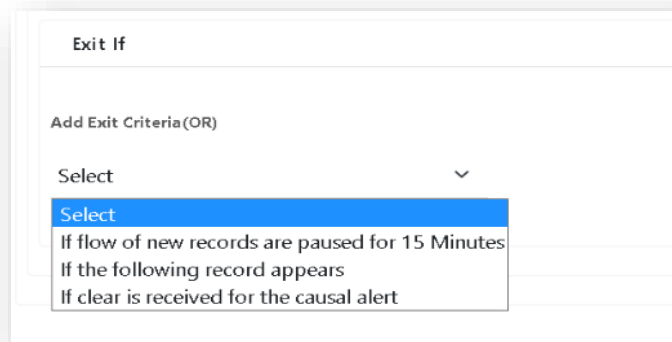 Exit If
Add Exit Criteria(OR)
Select
Select
If flow of new records are paused for 15 Minutes
If the following record appears
If clear is received for the causal alert